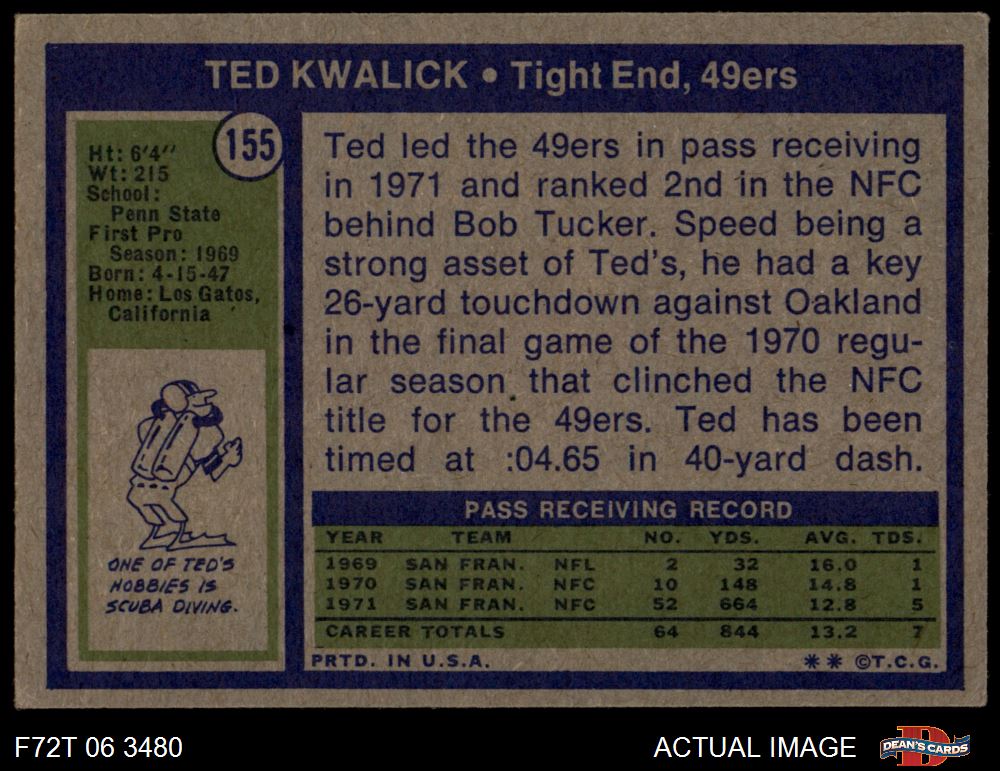 TED KWALICK • Tight End, 49ers
155
Ht: 6'4"
Wt: 215
School:
Penn State
First Pro
Season: 1969
Born: 4-15-47
Home: Los Gatos,
California
ONE OF TED'S
HOBBIES IS
SCUBA DIVING.
Ted led the 49ers in pass receiving
in 1971 and ranked 2nd in the NFC
behind Bob Tucker. Speed being a
strong asset of Ted's, he had a key
26-yard touchdown against Oakland
in the final game of the 1970 regu-
lar season that clinched the NFC
title for the 49ers. Ted has been
timed at :04.65 in 40-yard dash.
PASS RECEIVING RECORD
YEAR TEAM NO. YDS. AVG. TDS.
1969 SAN FRAN. NFL 2 32 16.0 1
1970 SAN FRAN. NFC 10 148 14.8 1
1971 SAN FRAN. NFC 52 664 12.8 5
CAREER TOTALS 64 844 13.2 7
PRTD. IN U.S.A. ** ©T.C.G.
F72T 06 3480 ACTUAL IMAGE DEAN'S CARDS